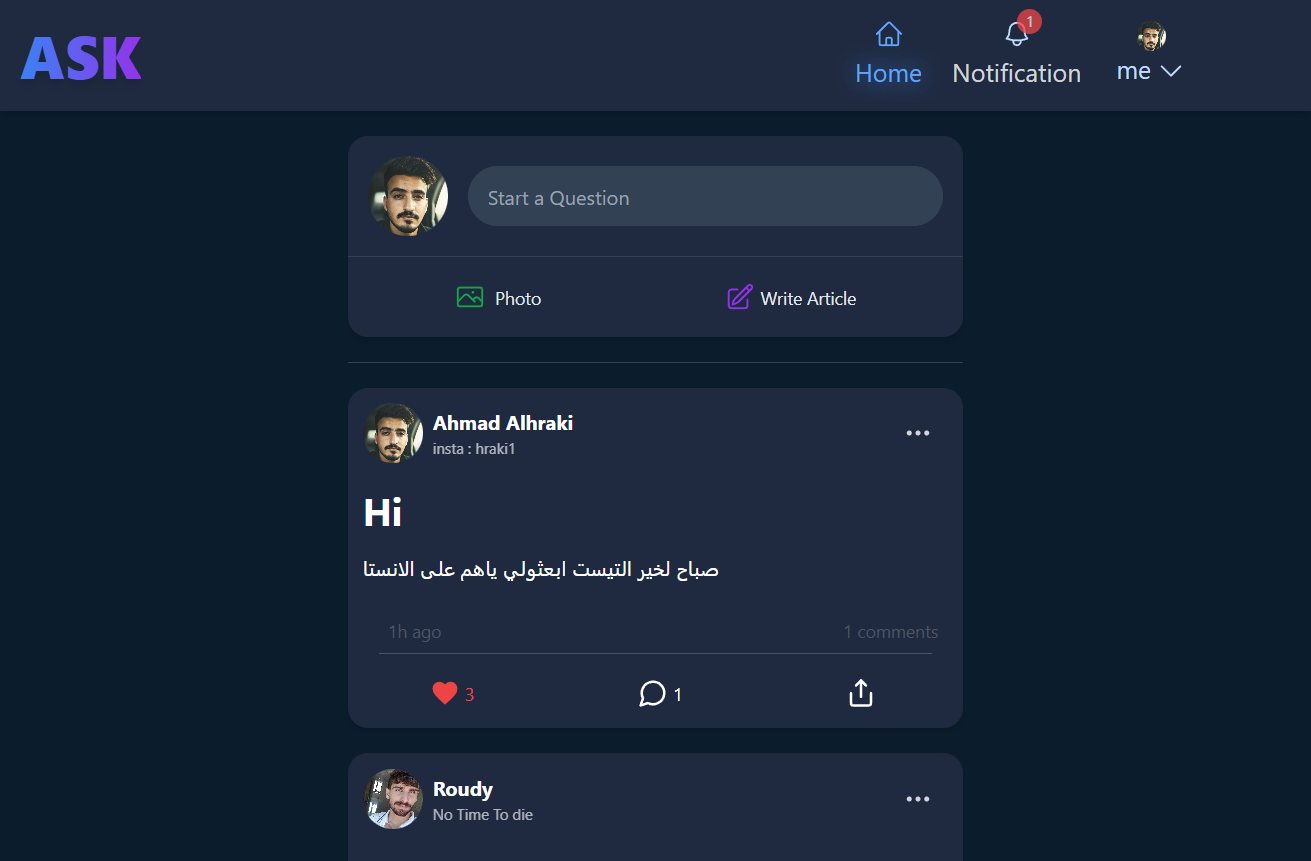 ASK
Home
1
Notification
me
Start a Question
Photo
Write Article
Ahmad Alhraki
insta : hraki1
Hi
صباح لخير التيست ابعثولي ياهم على الانستا
1h ago
1 comments
3
1
Roudy
No Time To die